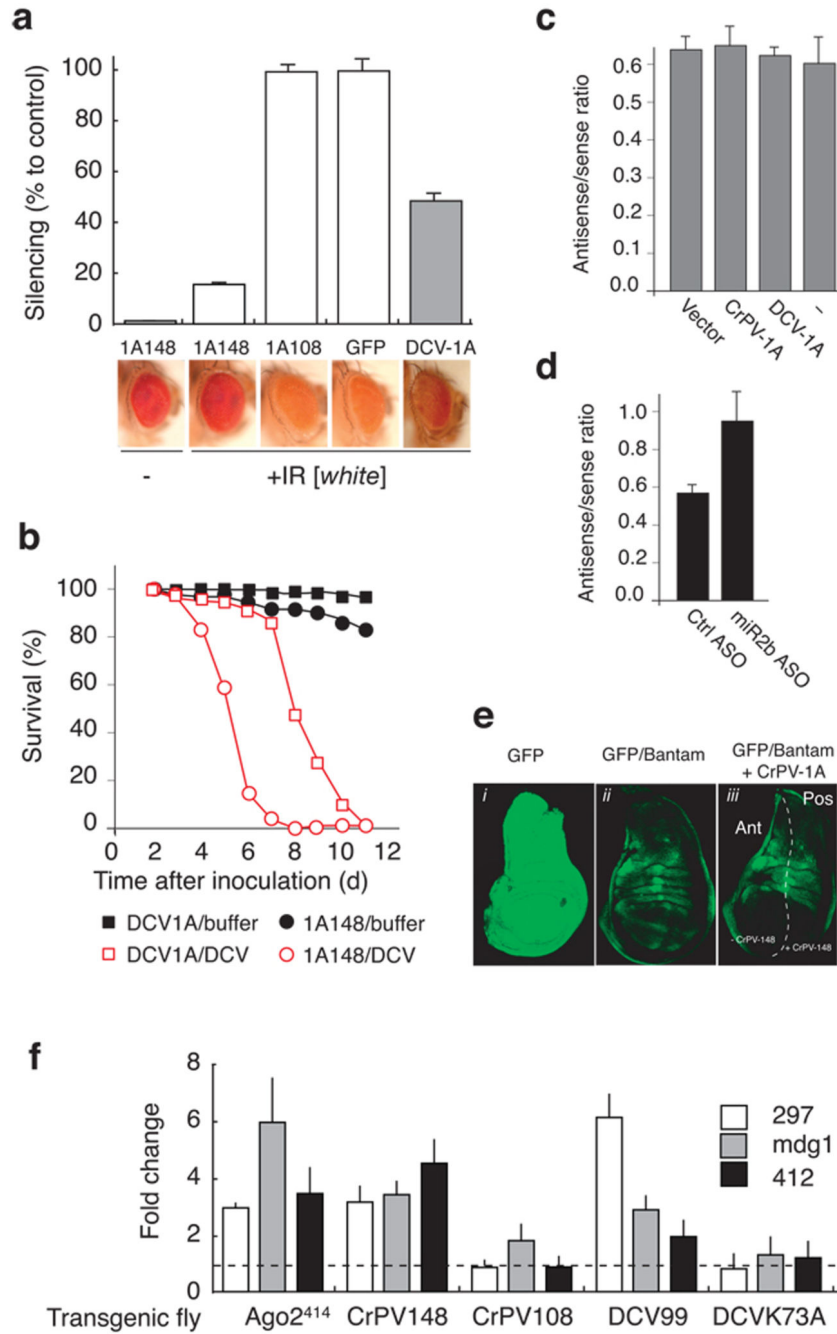 a
Silencing (% to control)
100
80
60
40
20
0
1A148 1A148 1A108 GFP DCV-1A
- +IR [white]
b
Survival (%)
100
80
60
40
20
0
0 2 4 6 8 10 12
Time after inoculation (d)
DCV1A/buffer 1A148/buffer
DCV1A/DCV 1A148/DCV
c
Antisense/sense ratio
0.6
0.5
0.4
0.3
0.2
0.1
0.0
Vector CrPV-1A DCV-1A -
d
Antisense/sense ratio
1.0
0.8
0.6
0.4
0.2
0.0
Ctrl ASO miR2b ASO
e
GFP GFP/Bantam GFP/Bantam
+ CrPV-1A
i ii iii
Ant Pos
- CrPV-148 + CrPV-148
f
Fold change
8
6
4
2
0
297
mdg1
412
Transgenic fly Ago2⁴¹⁴ CrPV148 CrPV108 DCV99 DCVK73A